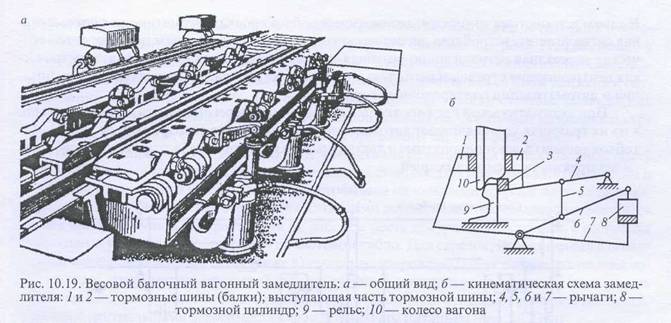 а
б
1
2
3
4
10
5
9
6
8
7
Рис. 10.19. Весовой балочный вагонный замедлитель: а — общий вид; б — кинематическая схема замед-
лителя: 1 и 2 — тормозные шины (балки); выступающая часть тормозной шины; 4, 5, 6 и 7 — рычаги; 8 —
тормозной цилиндр; 9 — рельс; 10 — колесо вагона